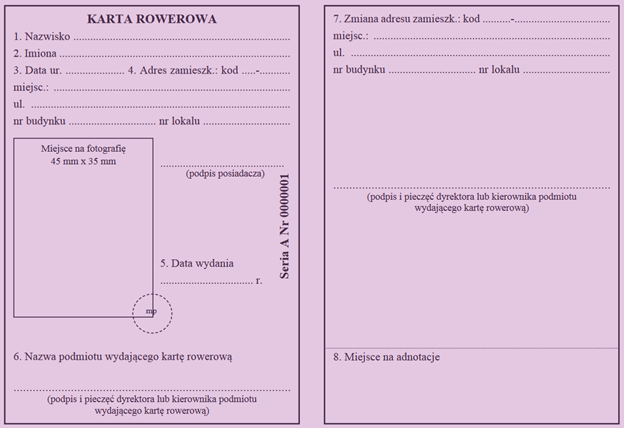 KARTA ROWEROWA
1. Nazwisko ......................................................................
2. Imiona ..........................................................................
3. Data ur. ..................... 4. Adres zamieszk.: kod .....-...........
miejsc.: ..............................................................................
ul. .......................................................................................
nr budynku .............................. nr lokalu ..............................
Miejsce na fotografię
45 mm x 35 mm
..........................................
(podpis posiadacza)
Seria A Nr 0000001
5. Data wydania
................................ r.
mp
6. Nazwa podmiotu wydającego kartę rowerową
..............................................................................................
(podpis i pieczęć dyrektora lub kierownika podmiotu
wydającego kartę rowerową)
7. Zmiana adresu zamieszk.: kod ..........-................................
miejsc.: ...............................................................................
ul. ........................................................................................
nr budynku .............................. nr lokalu ..............................
..............................................................................................
(podpis i pieczęć dyrektora lub kierownika podmiotu
wydającego kartę rowerową)
8. Miejsce na adnotacje